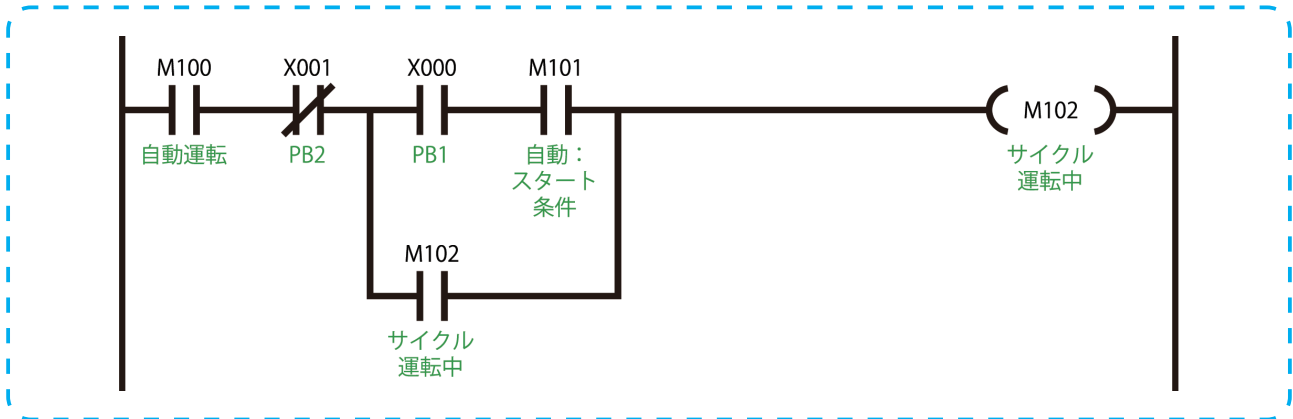 M100
X001
X000
M101
M102
自動運転
PB2
PB1
自動：
スタート
条件
サイクル
運転中
M102
サイクル
運転中